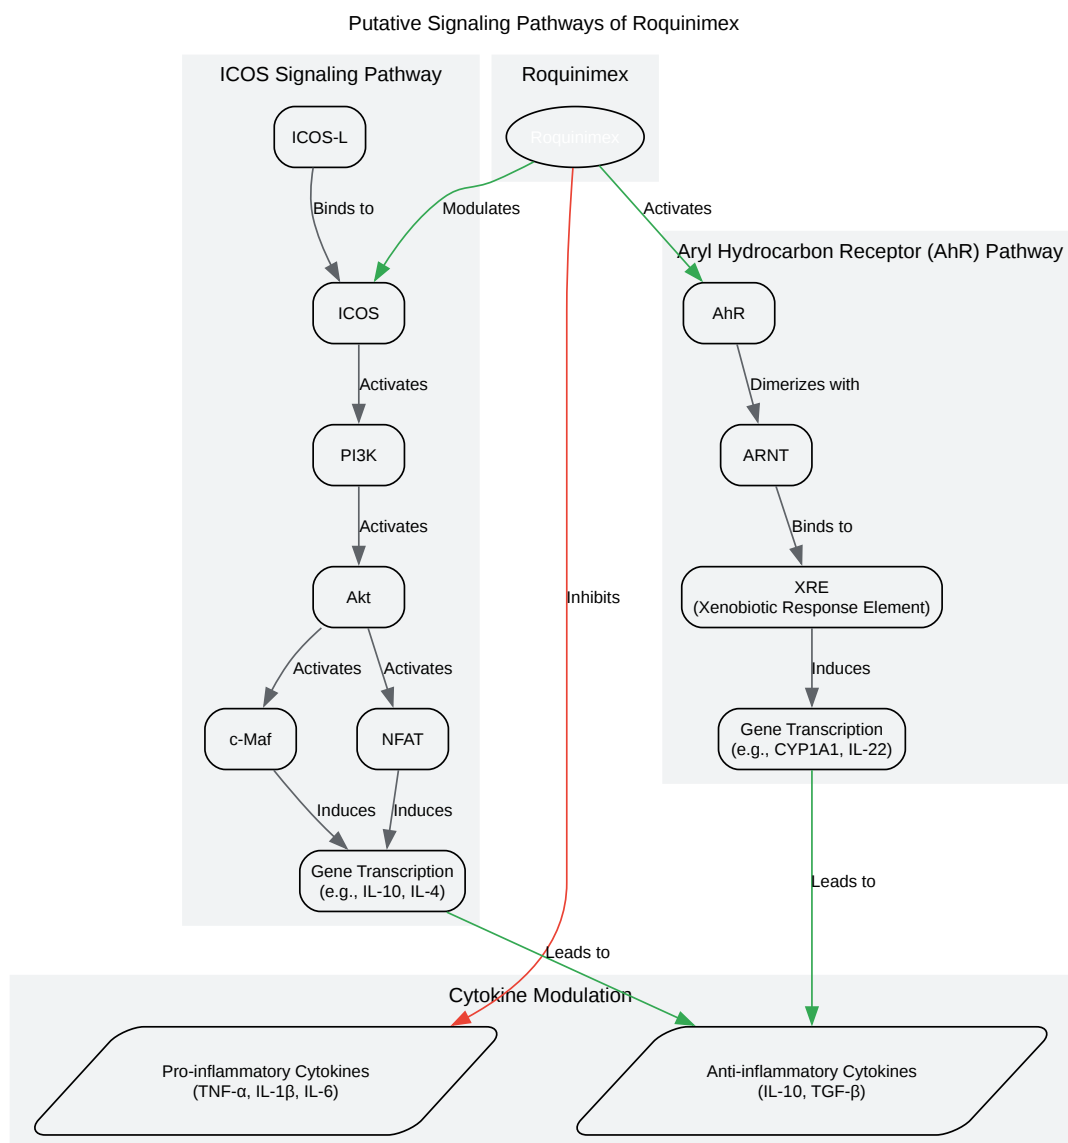 Putative Signaling Pathways of Roquinimex
ICOS Signaling Pathway
Roquinimex
ICOS-L
Roquinimex
Binds to
Modulates
Activates
Aryl Hydrocarbon Receptor (AhR) Pathway
ICOS
AhR
Activates
Dimerizes with
PI3K
ARNT
Activates
Binds to
Akt
Inhibits
XRE
(Xenobiotic Response Element)
Activates
Activates
Induces
c-Maf
NFAT
Gene Transcription
(e.g., CYP1A1, IL-22)
Induces
Induces
Gene Transcription
(e.g., IL-10, IL-4)
Leads to
Leads to
Cytokine Modulation
Pro-inflammatory Cytokines
(TNF-α, IL-1β, IL-6)
Anti-inflammatory Cytokines
(IL-10, TGF-β)